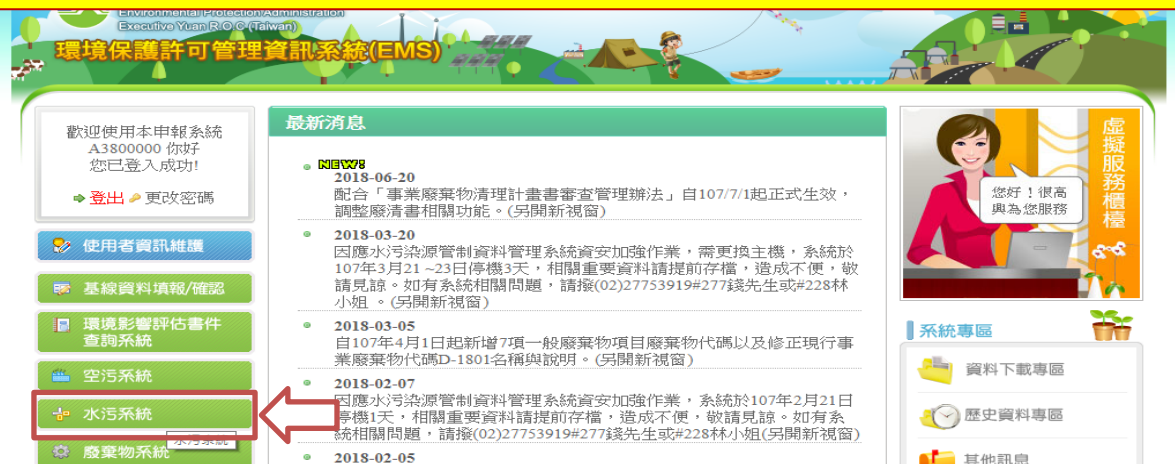 Environmental Protection Administration
Executive Yuan R.O.C.(Taiwan)
環境保護許可管理資訊系統(EMS)
歡迎使用本申報系統
A3800000 你好
您已登入成功!
登出 更改密碼
使用者資訊維護
基線資料填報/確認
環境影響評估書件
查詢系統
空污系統
水污系統
水污系統
廢棄物系統
最新消息
NEW!
2018-06-20
配合「事業廢棄物清理計畫書審查管理辦法」自107/7/1起正式生效，
調整廢清書相關功能。(另開新視窗)
2018-03-20
因應水污染源管制資料管理系統資安加強作業，需更換主機，系統於
107年3月21 ~23日停機3天，相關重要資料請提前存檔，造成不便，敬
請見諒。如有系統相關問題，請撥(02)27753919#277錢先生或#228林
小姐 。(另開新視窗)
2018-03-05
自107年4月1日起新增7項一般廢棄物項目廢棄物代碼以及修正現行事
業廢棄物代碼D-1801名稱與說明。(另開新視窗)
2018-02-07
因應水污染源管制資料管理系統資安加強作業，系統於107年2月21日
停機1天，相關重要資料請提前存檔，造成不便，敬請見諒。如有系
統相關問題，請撥(02)27753919#277錢先生或#228林小姐(另開新視窗)
2018-02-05
虛擬服務櫃檯
您好！很高
興為您服務
系統專區
資料下載專區
歷史資料專區
其他訊息